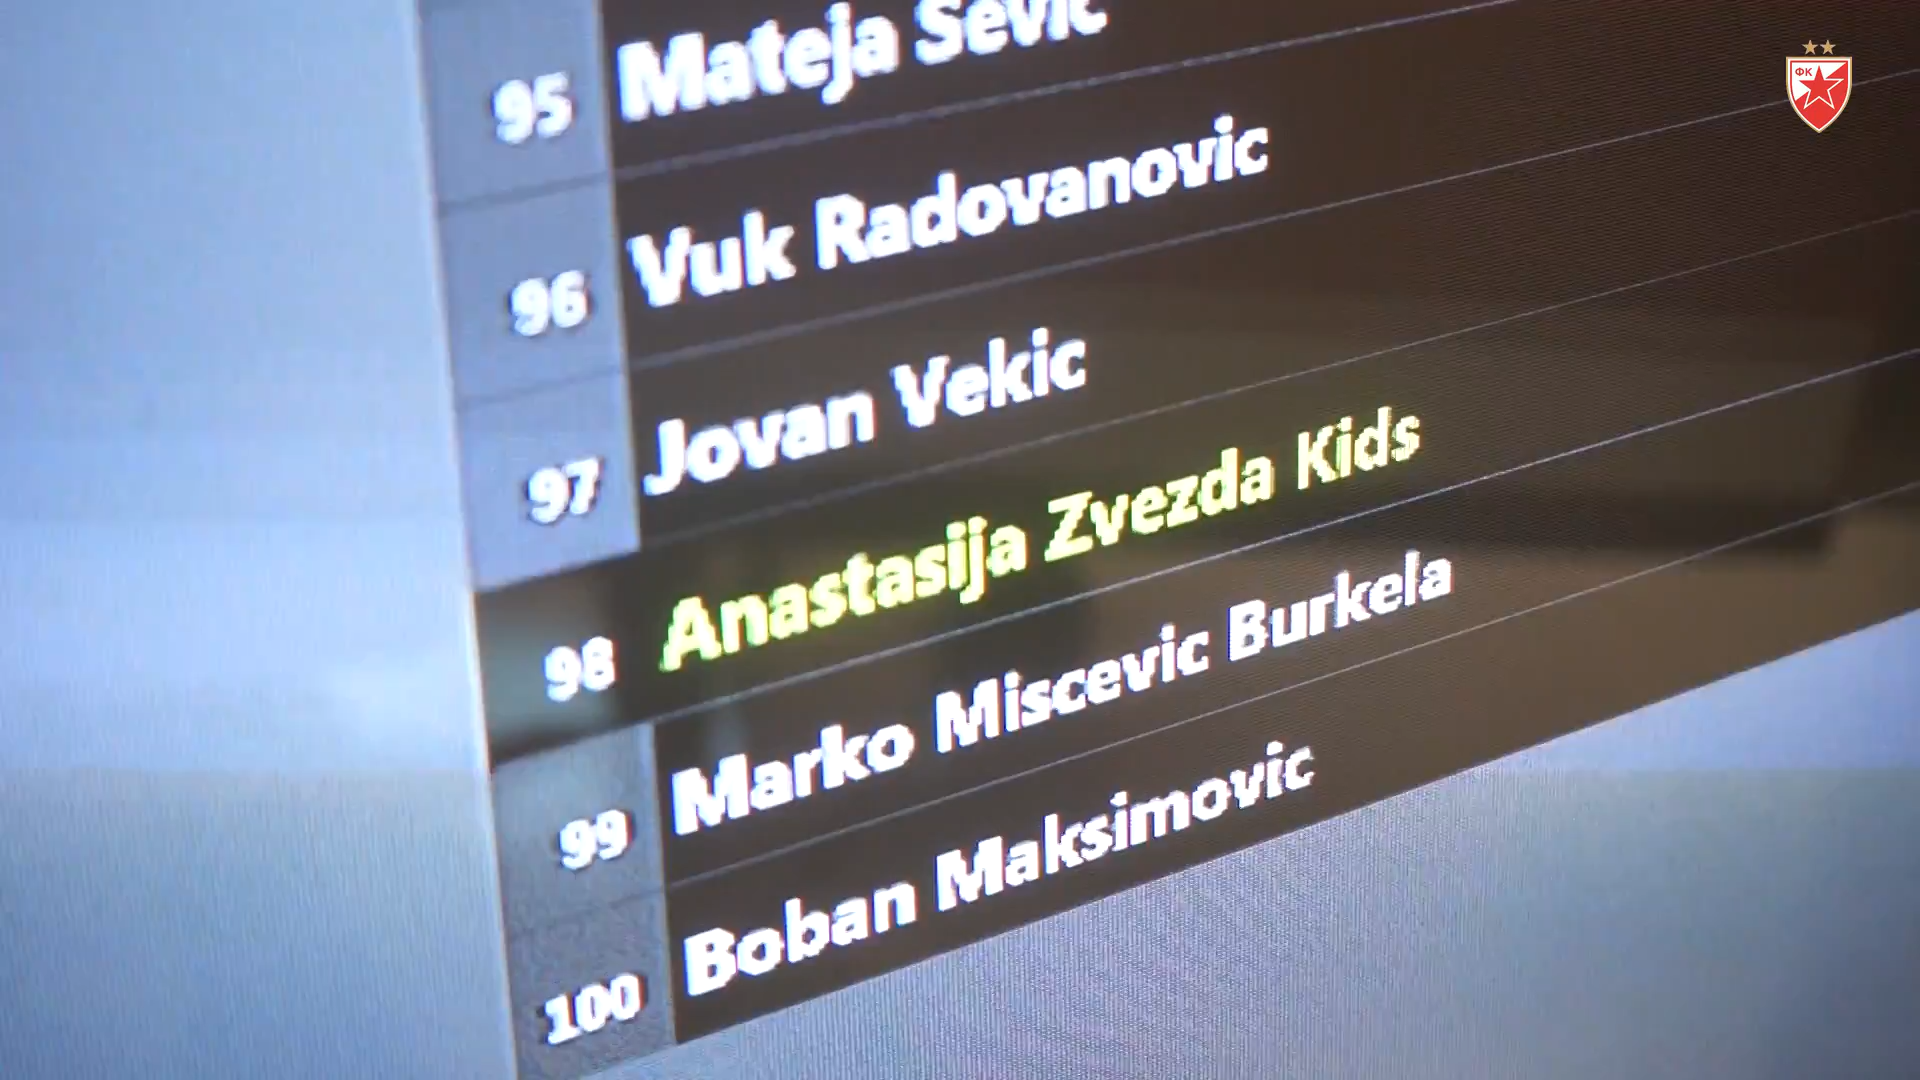 95 Mateja Sevic
96 Vuk Radovanovic
97 Jovan Vekic
98 Anastasija Zvezda Kids
99 Marko Miscevic Burkela
100 Boban Maksimovic
ФК